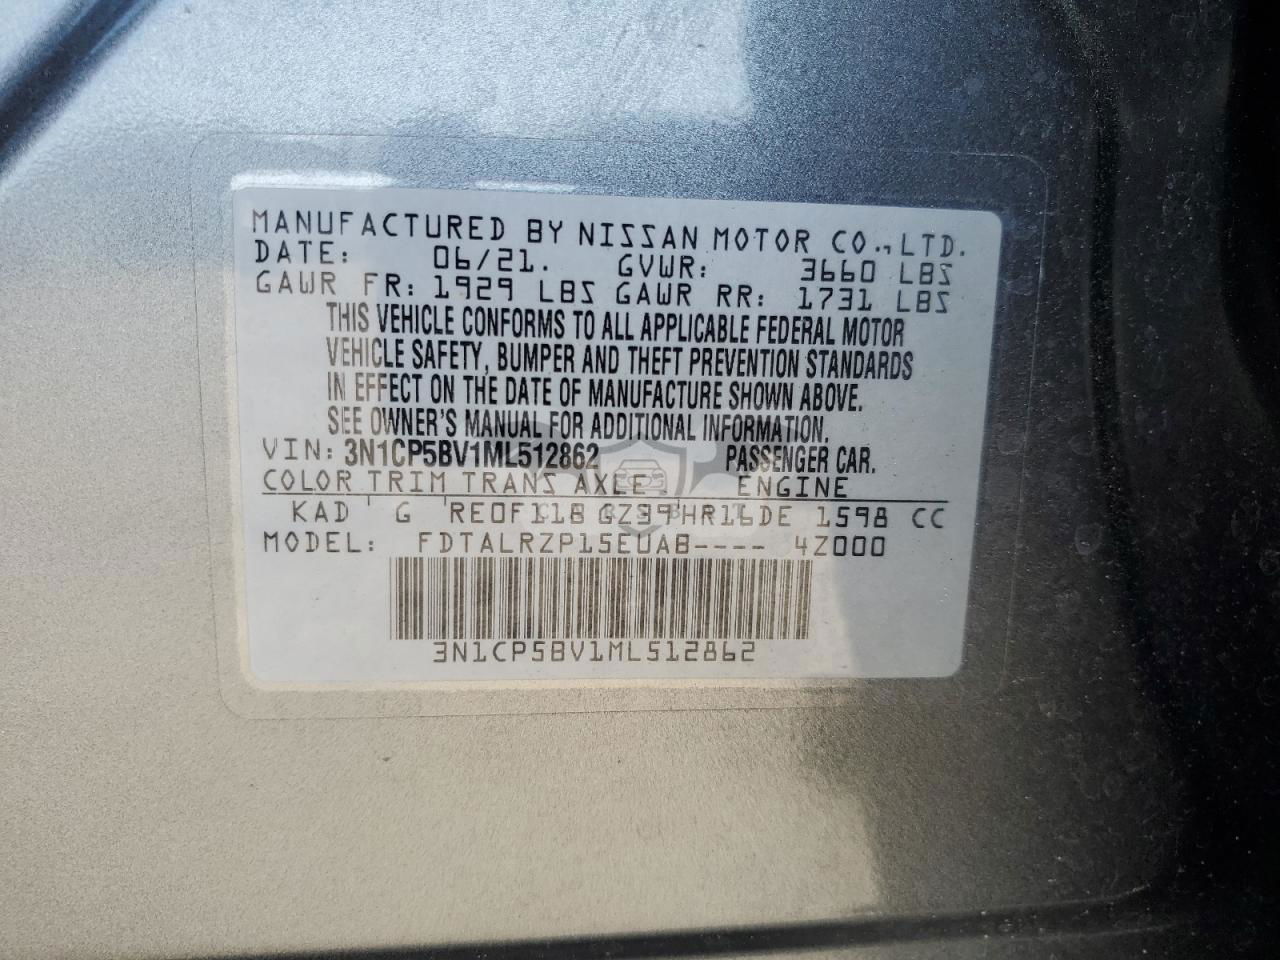 MANUFACTURED BY NISSAN MOTOR CO., LTD.
DATE: 06/21. GVWR: 3660 LBS
GAWR FR: 1929 LBS GAWR RR: 1731 LBS
THIS VEHICLE CONFORMS TO ALL APPLICABLE FEDERAL MOTOR
VEHICLE SAFETY, BUMPER AND THEFT PREVENTION STANDARDS
IN EFFECT ON THE DATE OF MANUFACTURE SHOWN ABOVE.
SEE OWNER'S MANUAL FOR ADDITIONAL INFORMATION.
VIN: 3N1CP5BV1ML512862 PASSENGER CAR.
COLOR TRIM TRANS AXLE ENGINE
KAD G RE0F11B GZ39 HR16DE 1598 CC
MODEL: FDTALRZP15EUAB---- 4Z000
3N1CP5BV1ML512862